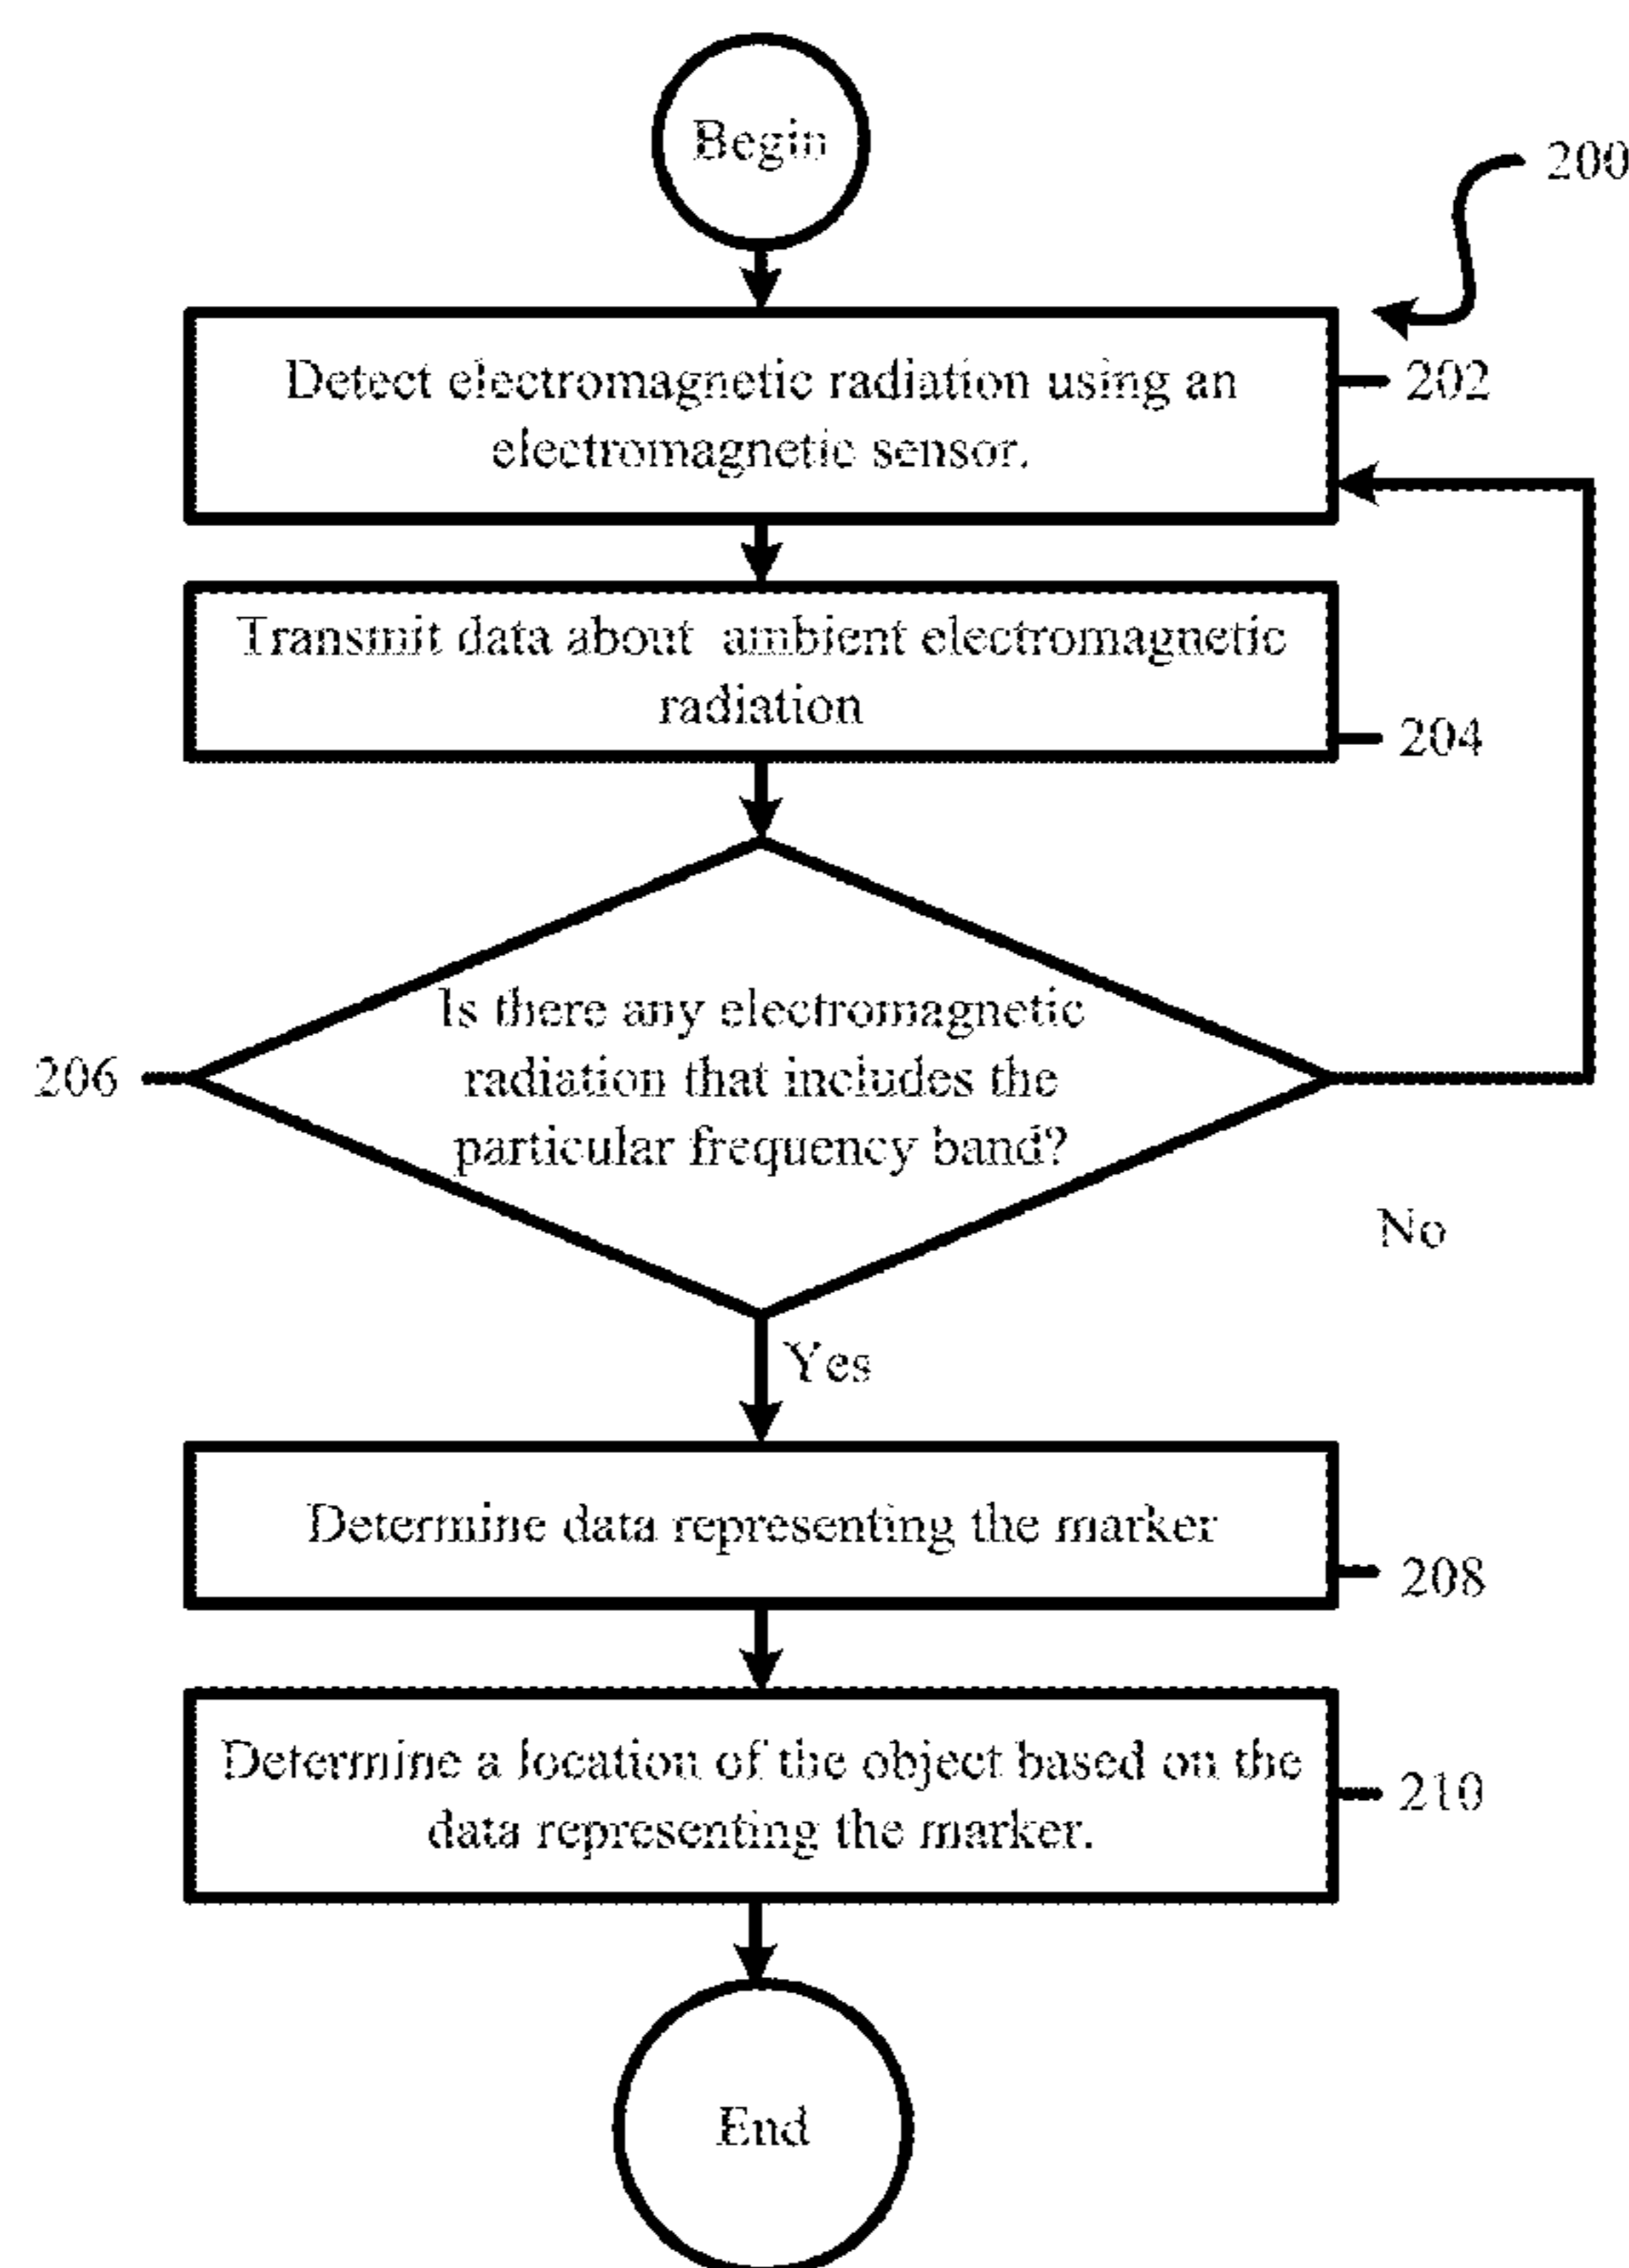 Begin
200
Detect electromagnetic radiation using an
electromagnetic sensor.
202
Transmit data about ambient electromagnetic
radiation
204
Is there any electromagnetic
radiation that includes the
particular frequency band?
206
No
Yes
Determine data representing the marker
208
Determine a location of the object based on the
data representing the marker.
210
End